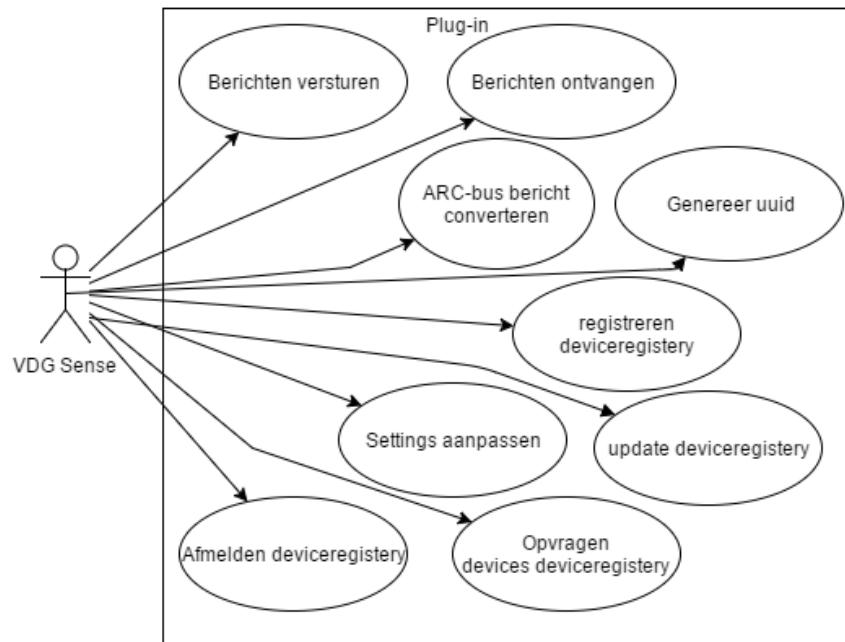 Plug-in
Berichten versturen
Berichten ontvangen
ARC-bus bericht
converteren
Genereer uuid
VDG Sense
registreren
deviceregistery
Settings aanpassen
update deviceregistery
Afmelden deviceregistery
Opvragen
devices deviceregistery